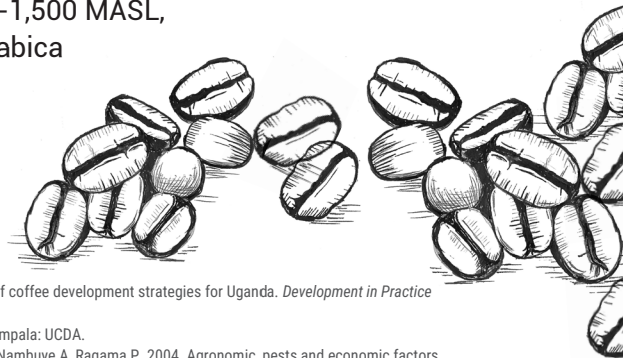 -1,500 MASL,
abica
f coffee development strategies for Uganda. Development in Practice
mpala: UCDA.
Nambuye A, Ragama P. 2004. Agronomic, pests and economic factors